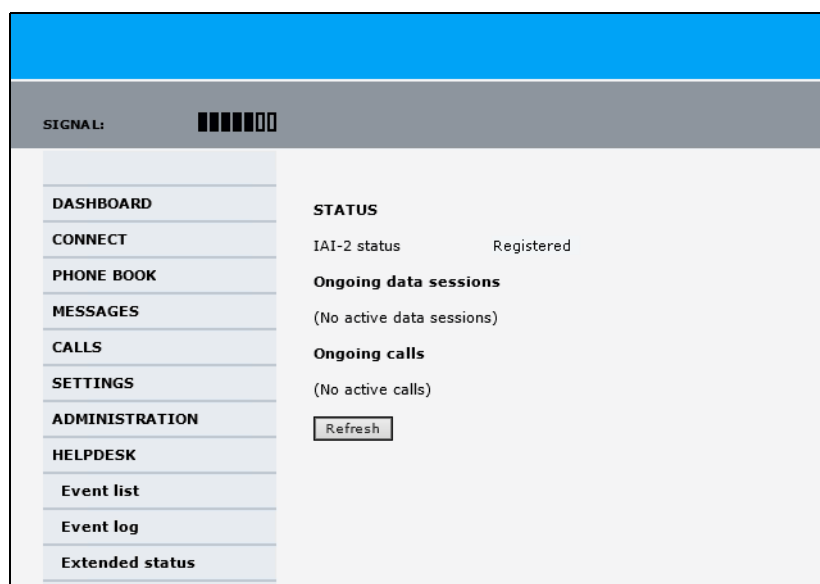 SIGNAL:
DASHBOARD
CONNECT
PHONE BOOK
MESSAGES
CALLS
SETTINGS
ADMINISTRATION
HELPDESK
Event list
Event log
Extended status
STATUS
IAI-2 status Registered
Ongoing data sessions
(No active data sessions)
Ongoing calls
(No active calls)
Refresh